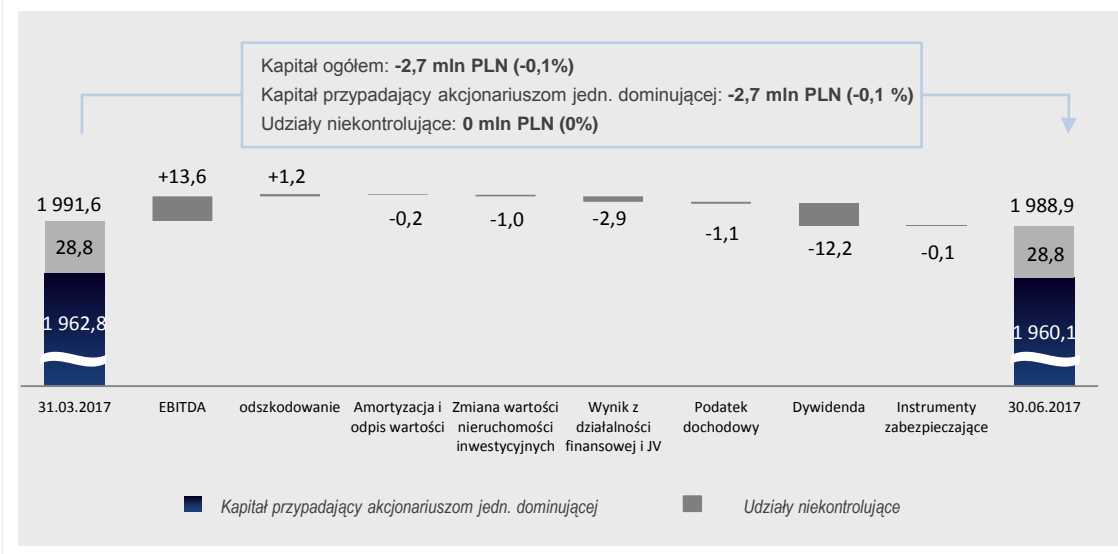 Kapitał ogółem: -2,7 mln PLN (-0,1%)
Kapitał przypadający akcjonariuszom jedn. dominującej: -2,7 mln PLN (-0,1 %)
Udziały niekontrolujące: 0 mln PLN (0%)
+13,6
+1,2
1 991,6
1 988,9
-0,2
-1,0
-2,9
-1,1
-12,2
-0,1
28,8
28,8
1 962,8
1 960,1
31.03.2017
EBITDA
odszkodowanie
Amortyzacja i
odpis wartości
Zmiana wartości
nieruchomości
inwestycyjnych
Wynik z
działalności
finansowej i JV
Podatek
dochodowy
Dywidenda
Instrumenty
zabezpieczające
30.06.2017
Kapitał przypadający akcjonariuszom jedn. dominującej
Udziały niekontrolujące